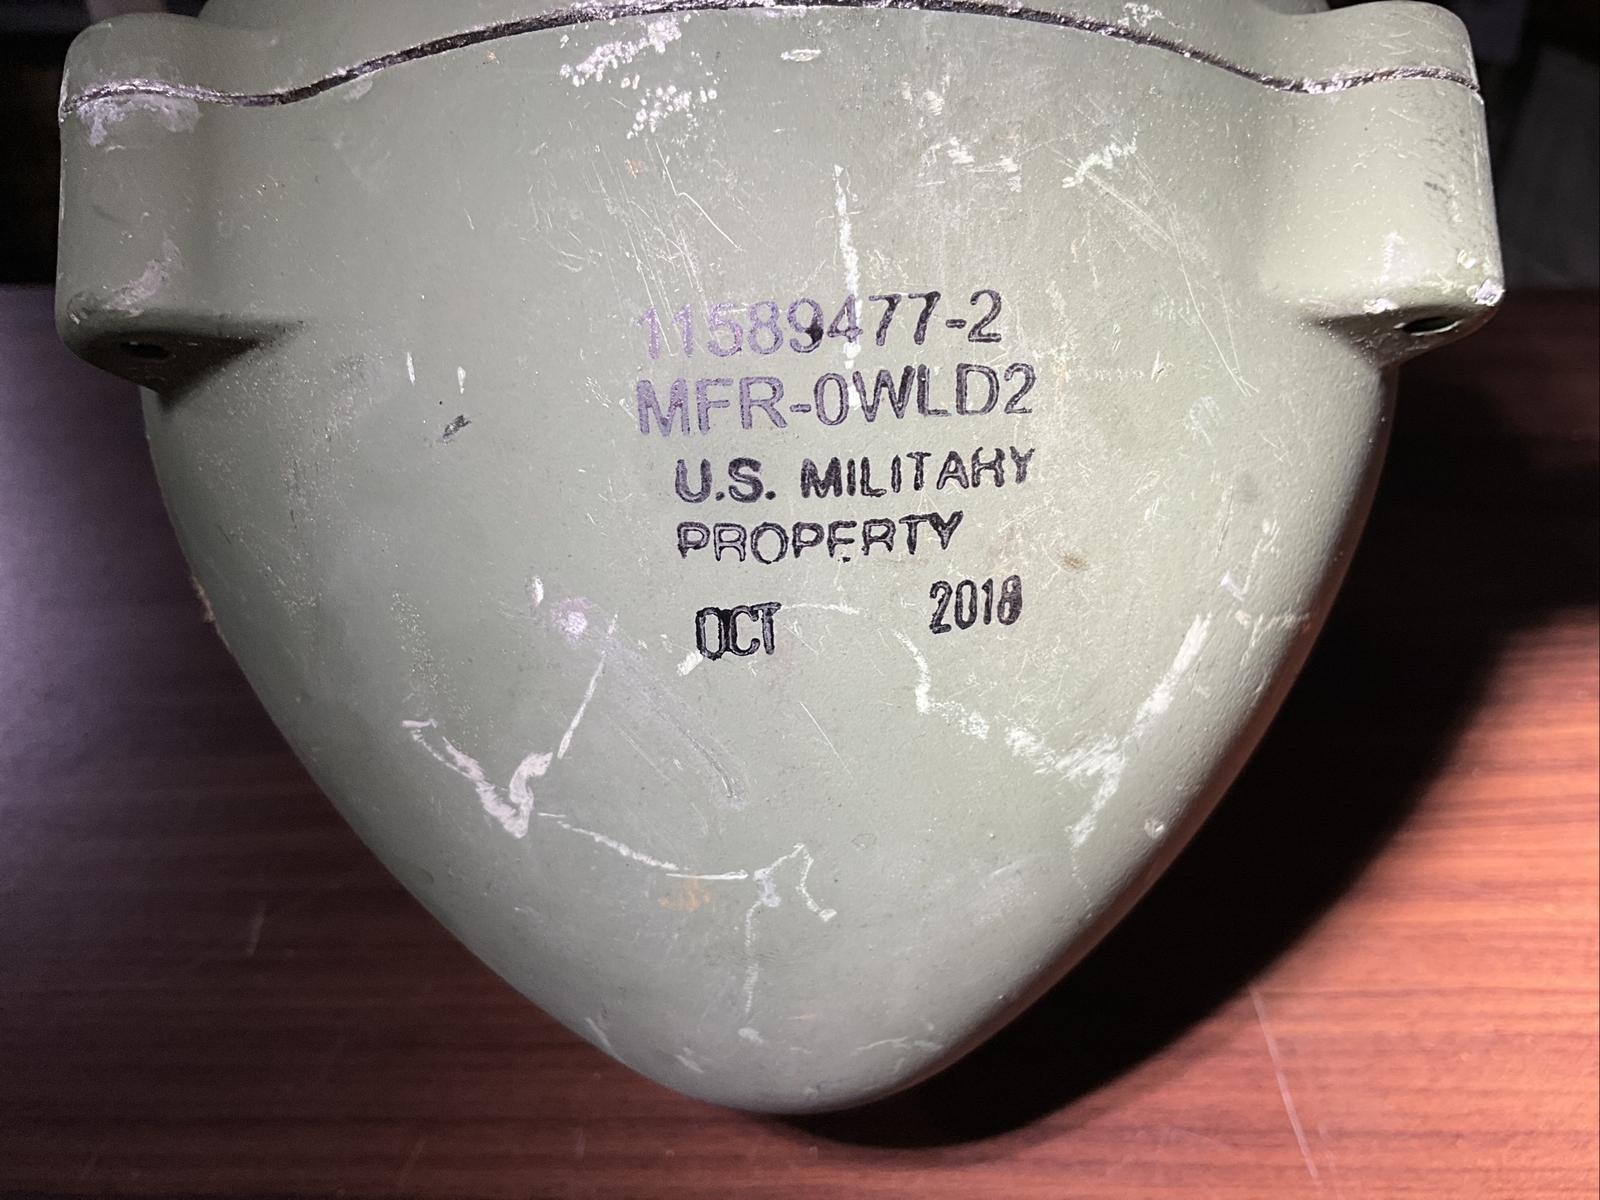 11589477-2
MFR-0WLD2
U.S. MILITARY
PROPERTY
OCT 2018